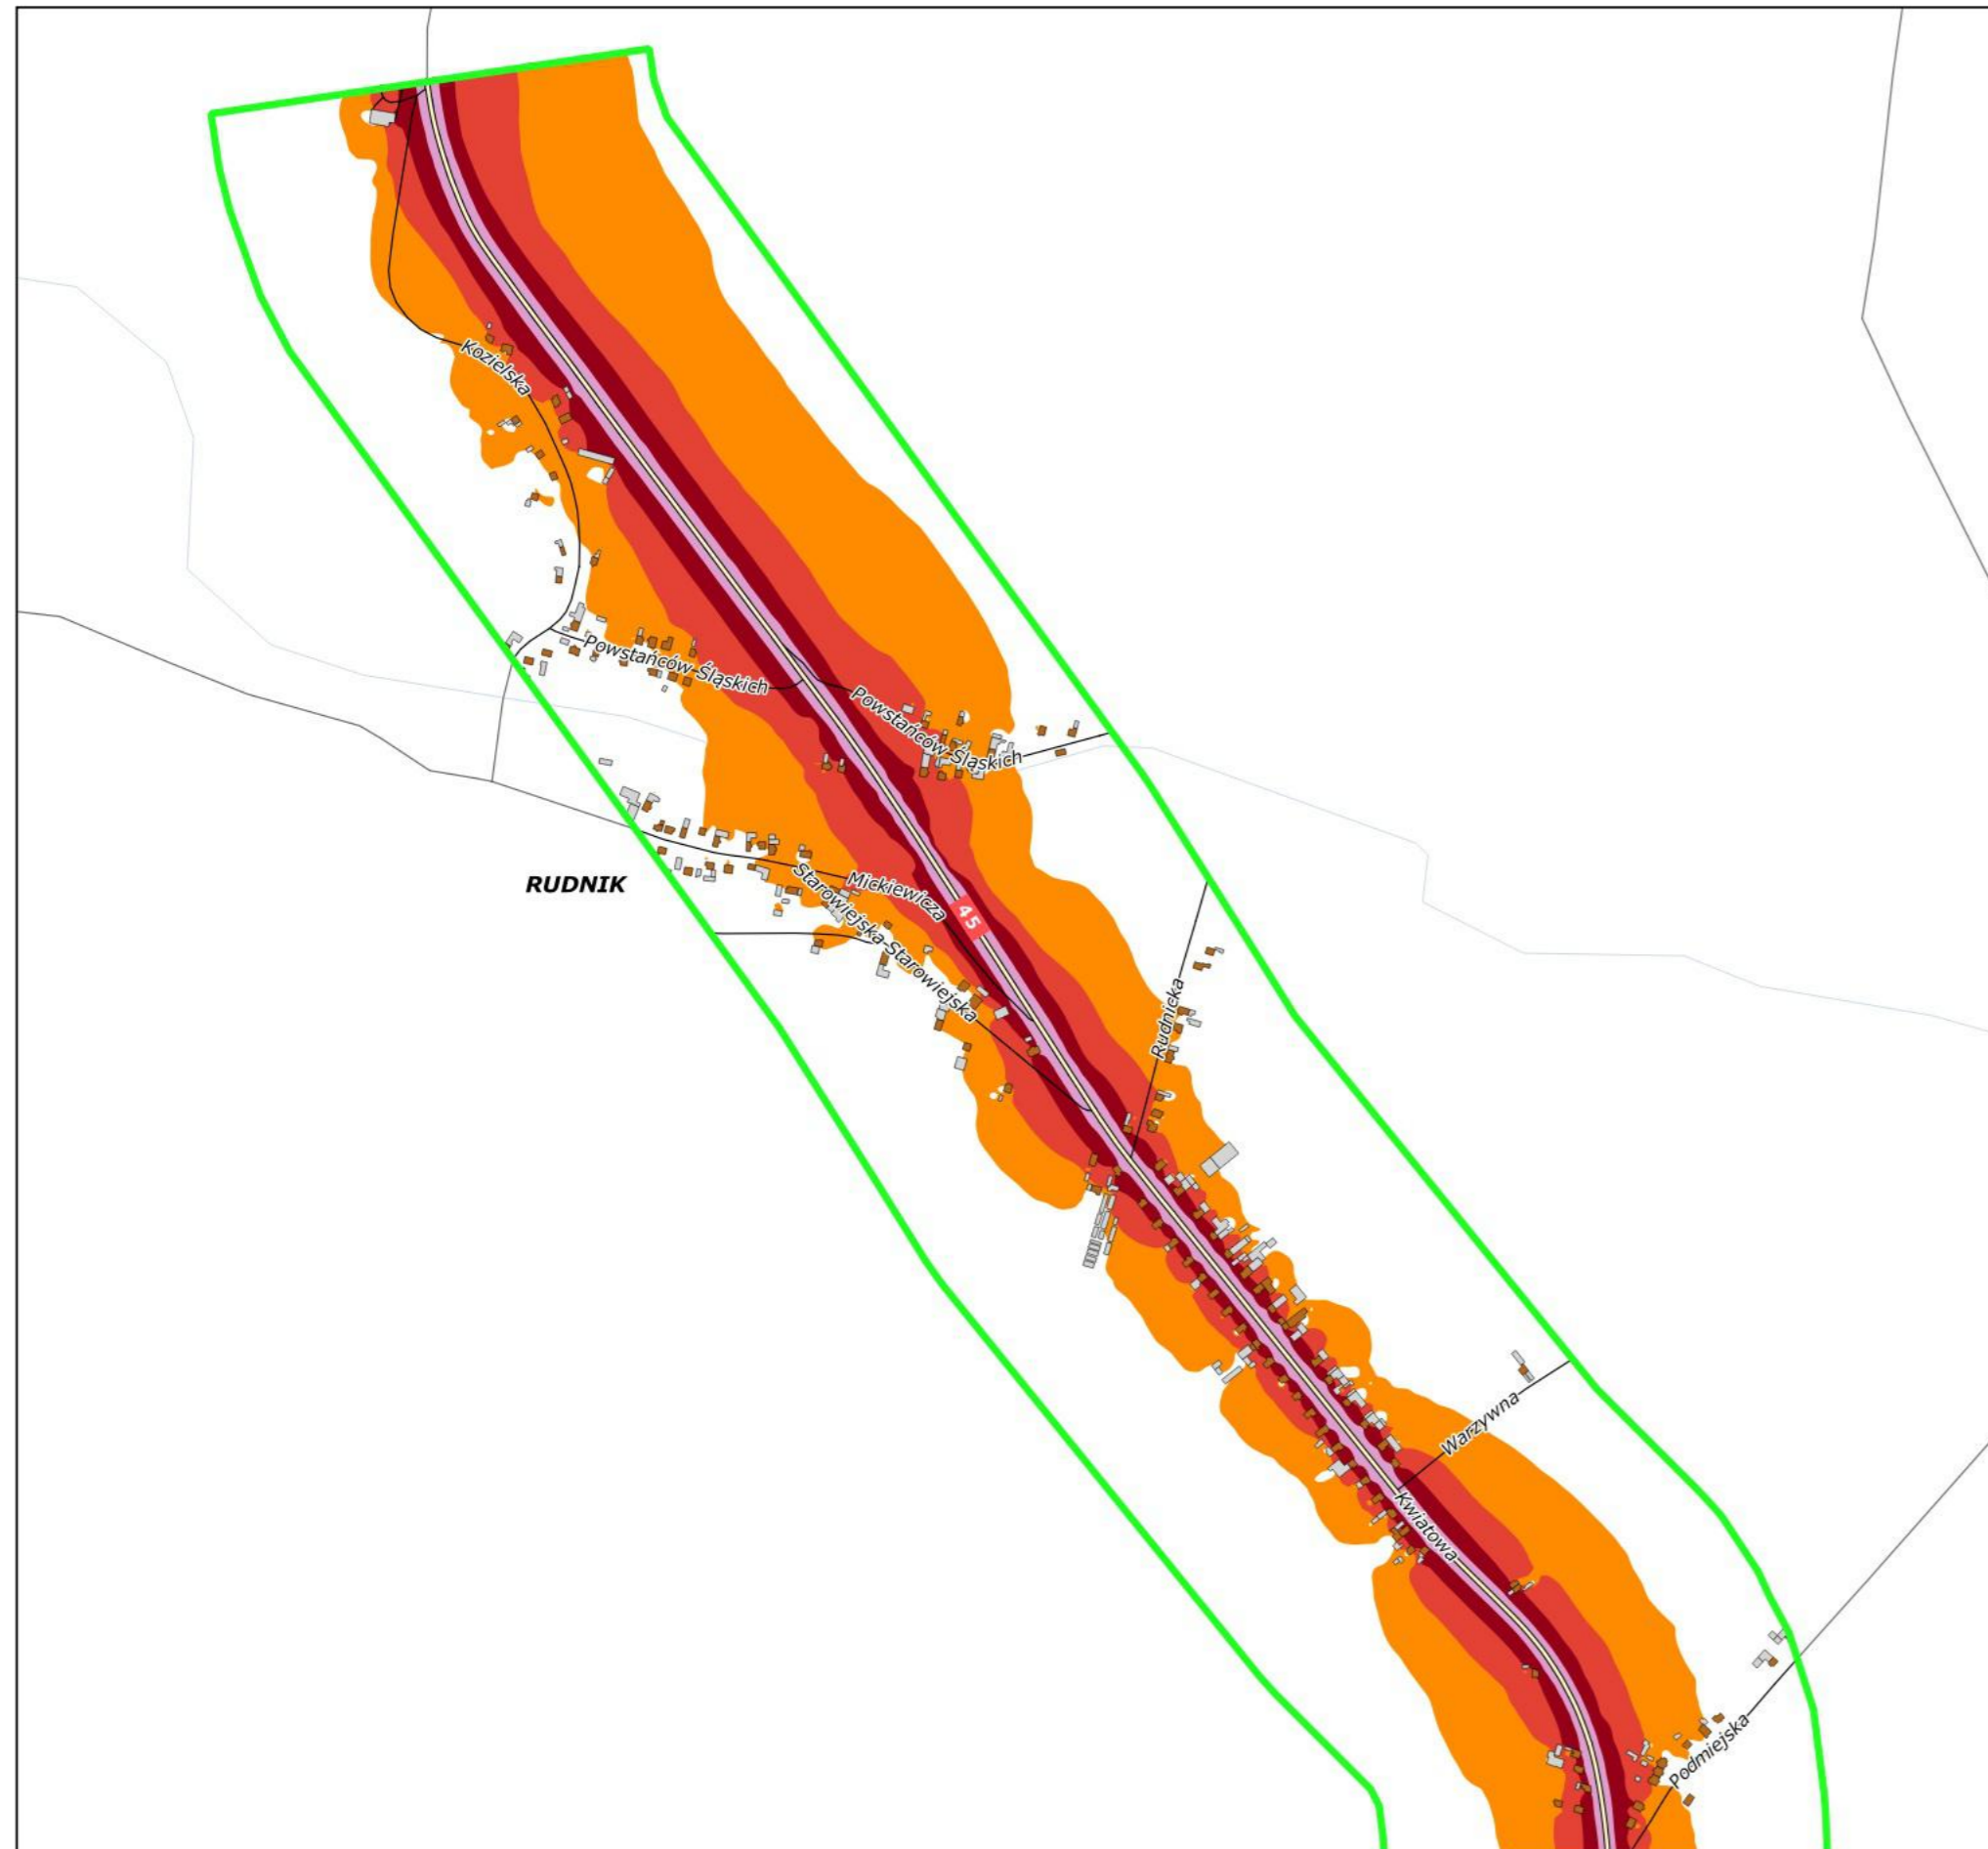 Kozielska
Powstańców Śląskich
Powstańców Śląskich
RUDNIK
Mickiewicza
45
Starowiejska
Starowiejska
Rudnicka
Warzywna
Kwiatowa
Podmiejska